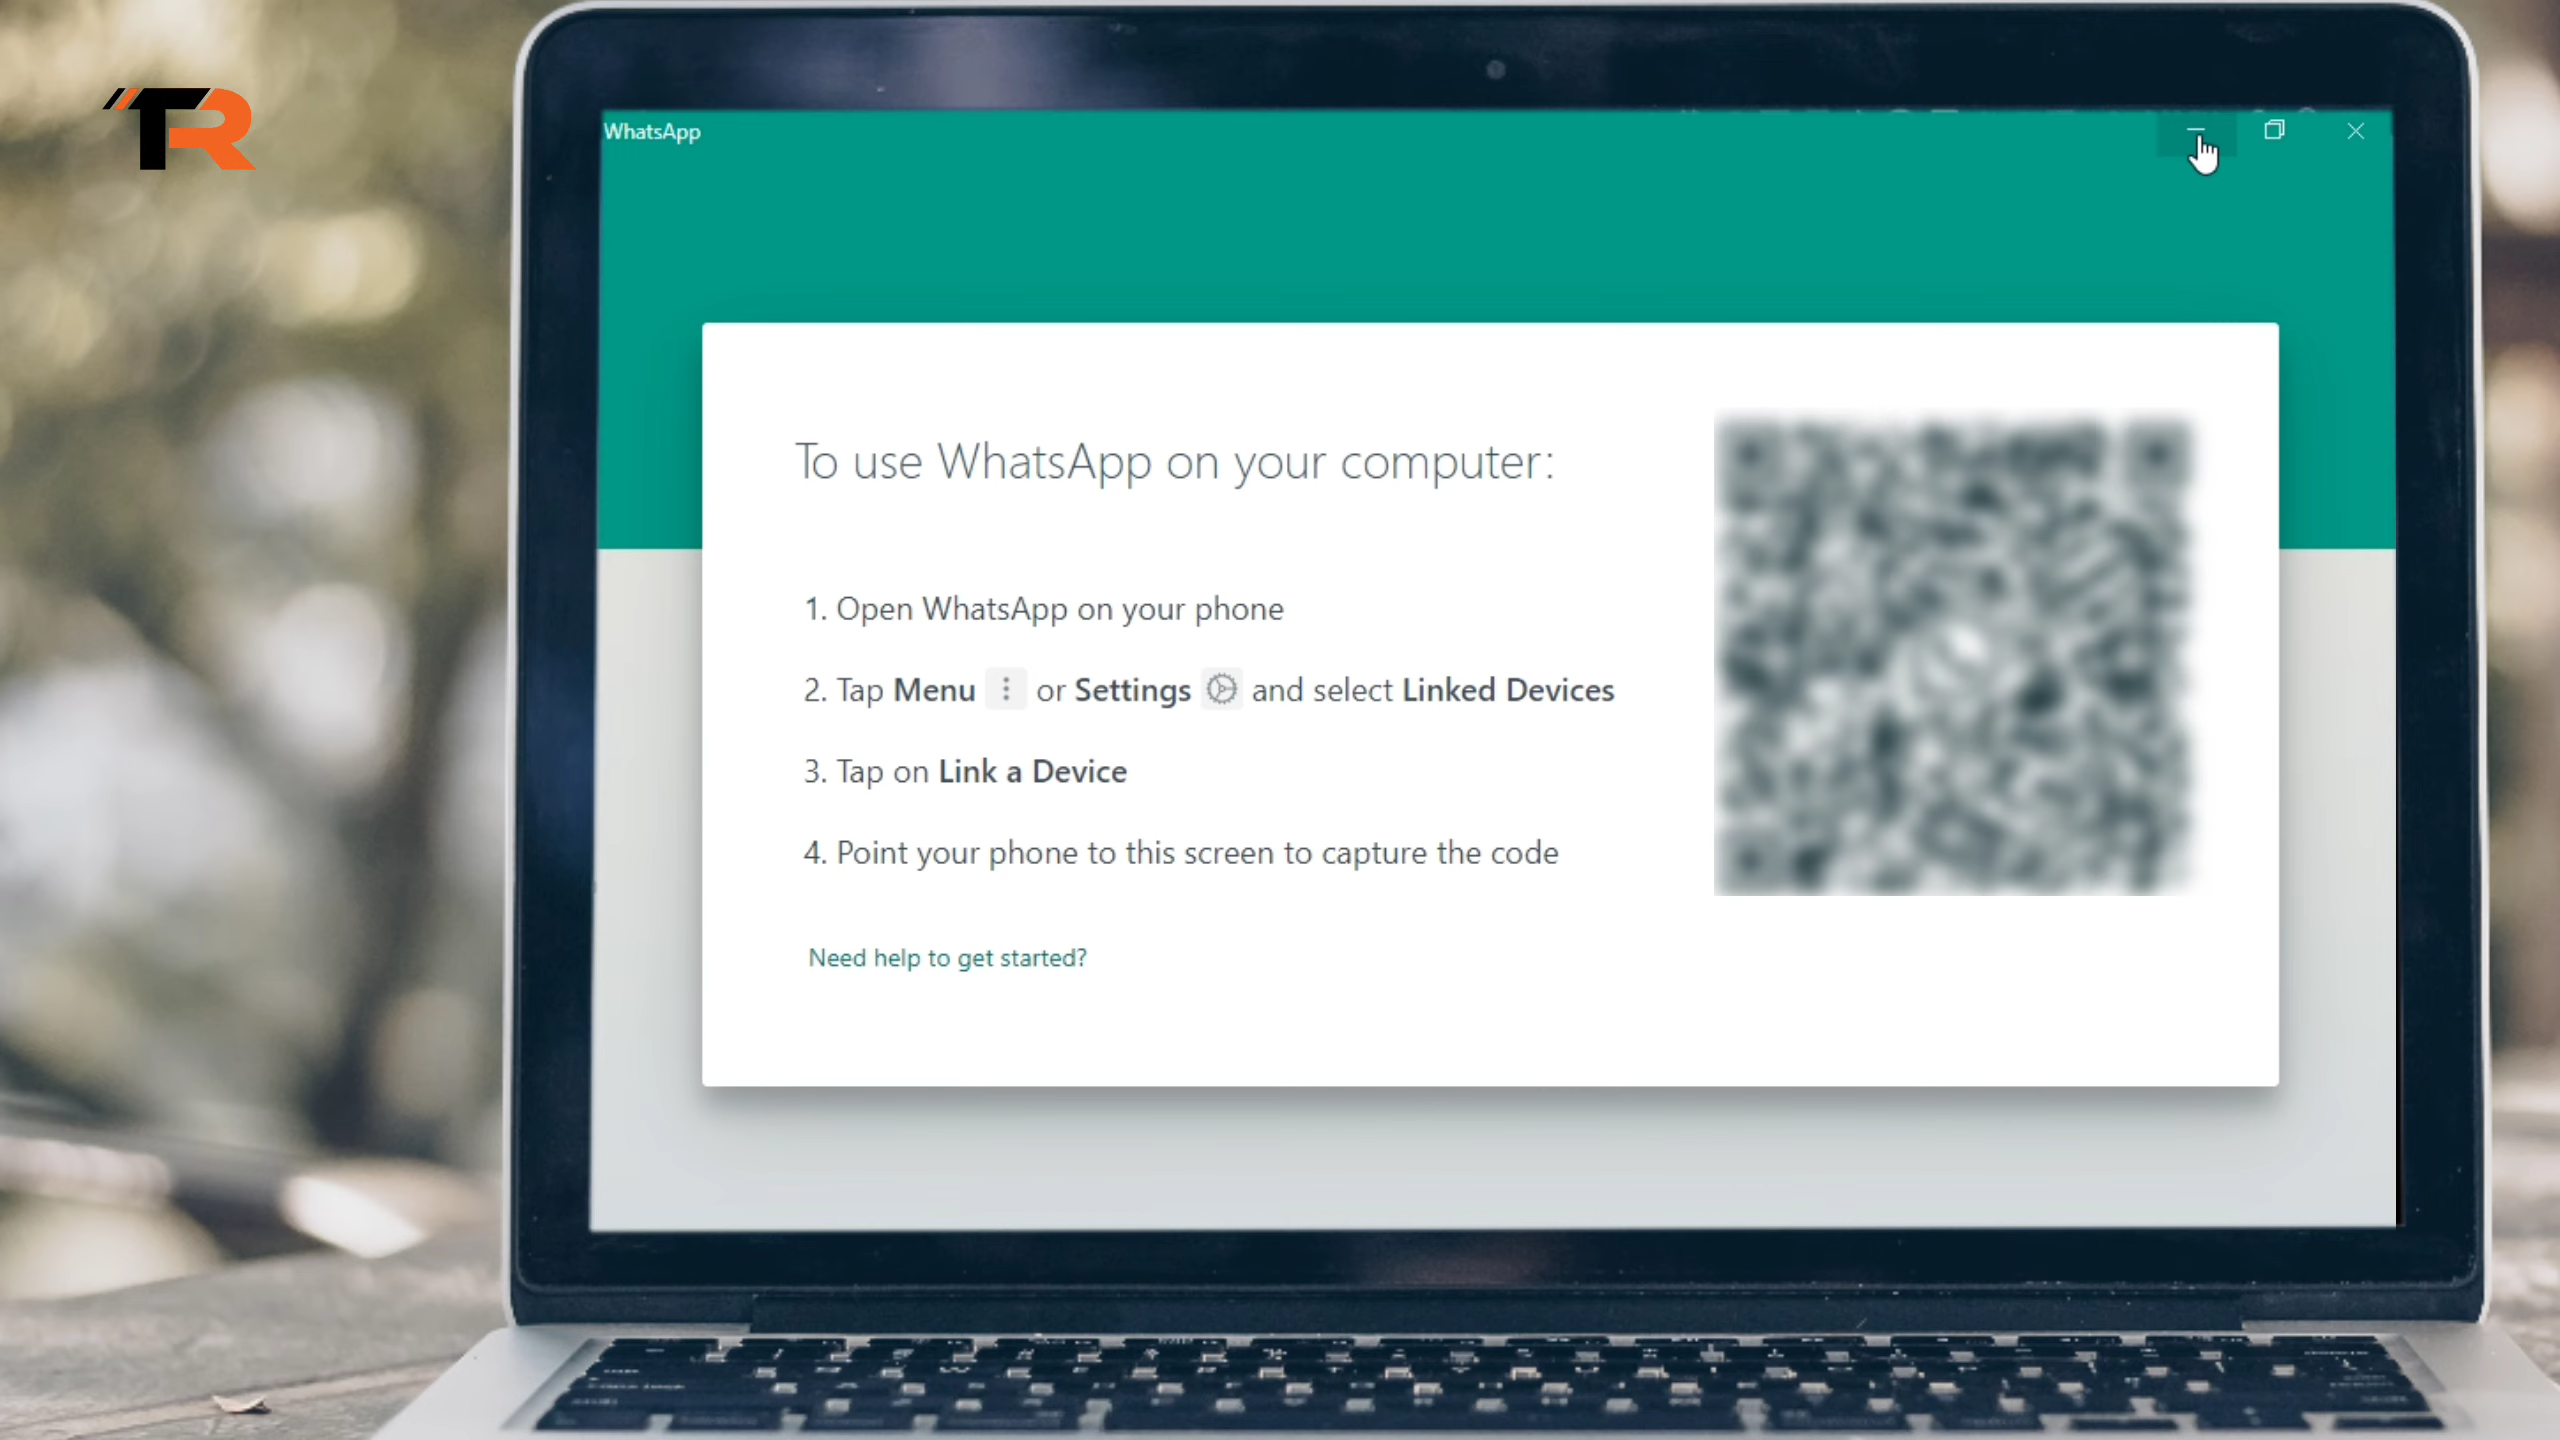 TR
WhatsApp
To use WhatsApp on your computer:
1. Open WhatsApp on your phone
2. Tap Menu or Settings and select Linked Devices
3. Tap on Link a Device
4. Point your phone to this screen to capture the code
Need help to get started?